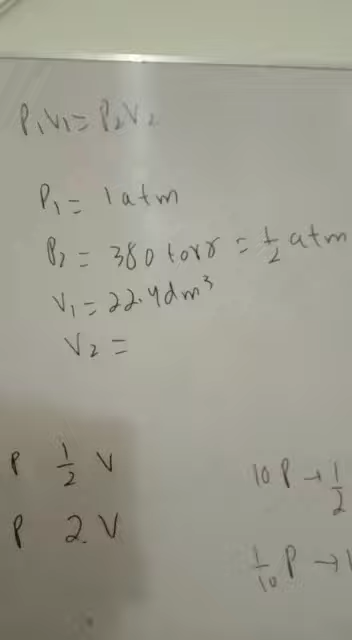 P₁V₁ = P₂V₂
P₁ = 1 atm
P₂ = 380 torr = 1/2 atm
V₁ = 22.4 dm³
V₂ =
P 1/2 V
P 2 V
10 P → 1/2
1/10 P → 1